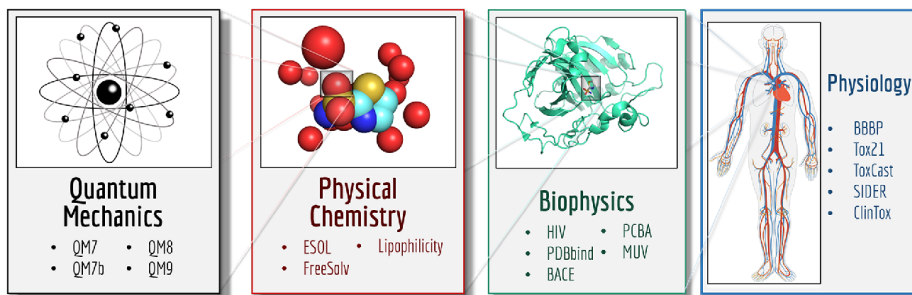 Quantum
Mechanics
• QM7 • QM8
• QM7b • QM9
Physical
Chemistry
• ESOL • Lipophilicity
• FreeSolv
Biophysics
• HIV • PCBA
• PDBbind • MUV
• BACE
Physiology
• BBBP
• Tox21
• ToxCast
• SIDER
• ClinTox